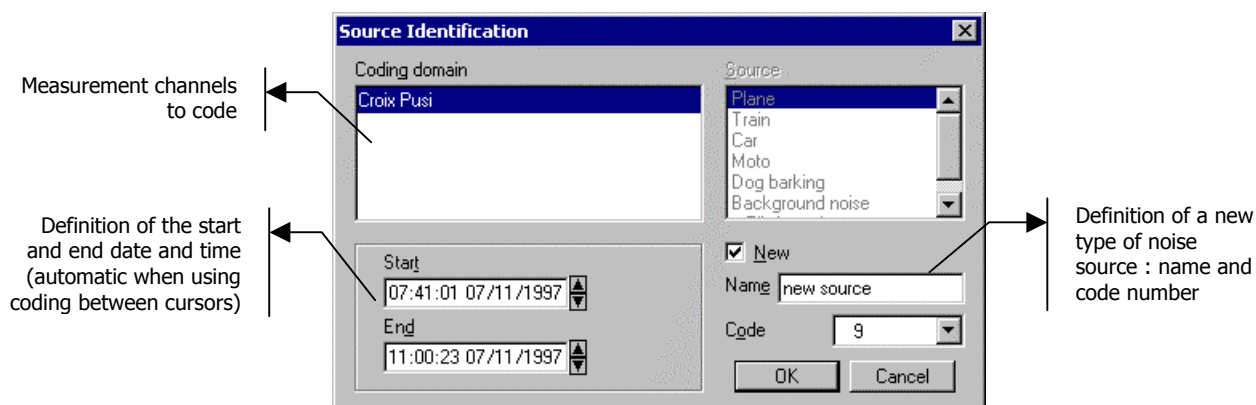 Source Identification
Coding domain
Source
Measurement channels
to code
Croix Pusi
Plane
Train
Car
Moto
Dog barking
Background noise
Definition of the start
and end date and time
(automatic when using
coding between cursors)
Start
07:41:01 07/11/1997
End
11:00:23 07/11/1997
New
Name new source
Code 9
OK Cancel
Definition of a new
type of noise
source : name and
code number